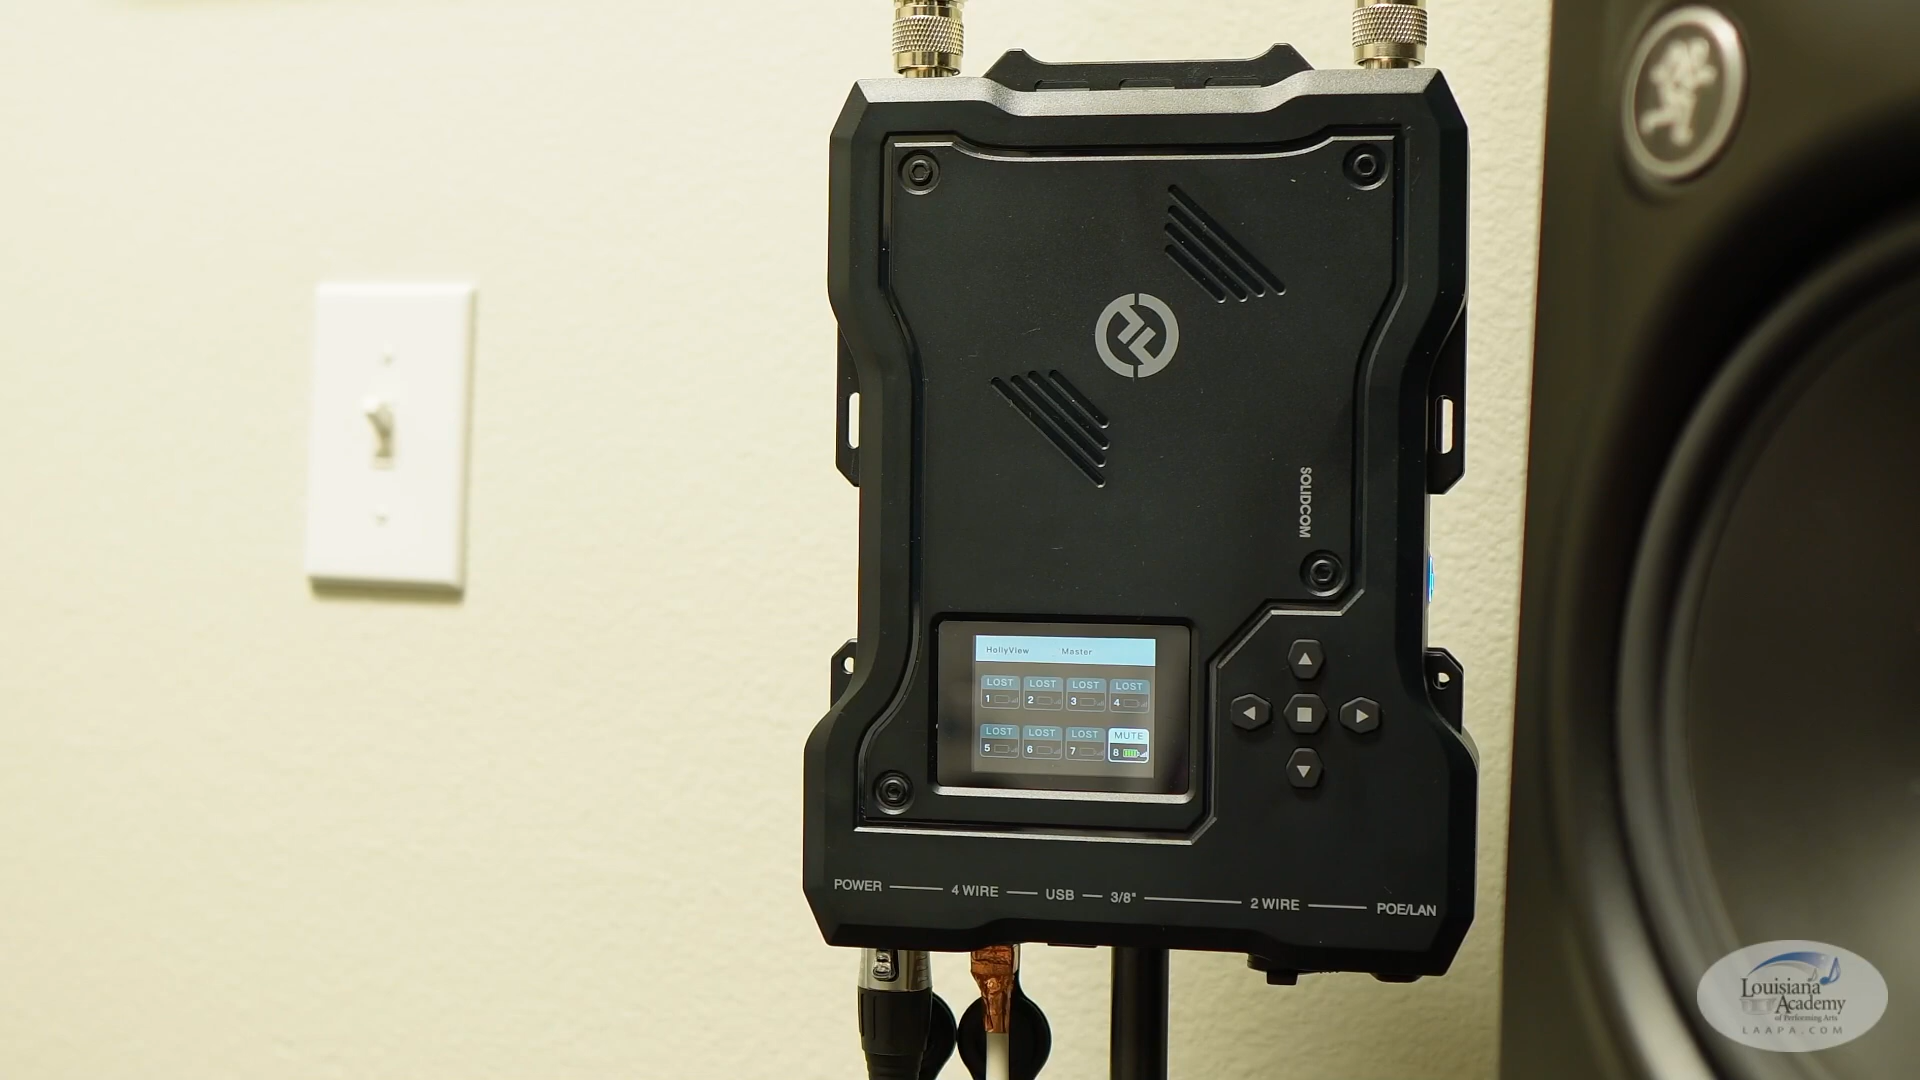 SOLIDCOM
HollyView Master
LOST LOST LOST LOST
1 2 3 4
LOST LOST LOST MUTE
5 6 7 8
POWER 4 WIRE USB 3/8" 2 WIRE POE/LAN
Louisiana
Academy
of Performing Arts
LAAPA.COM